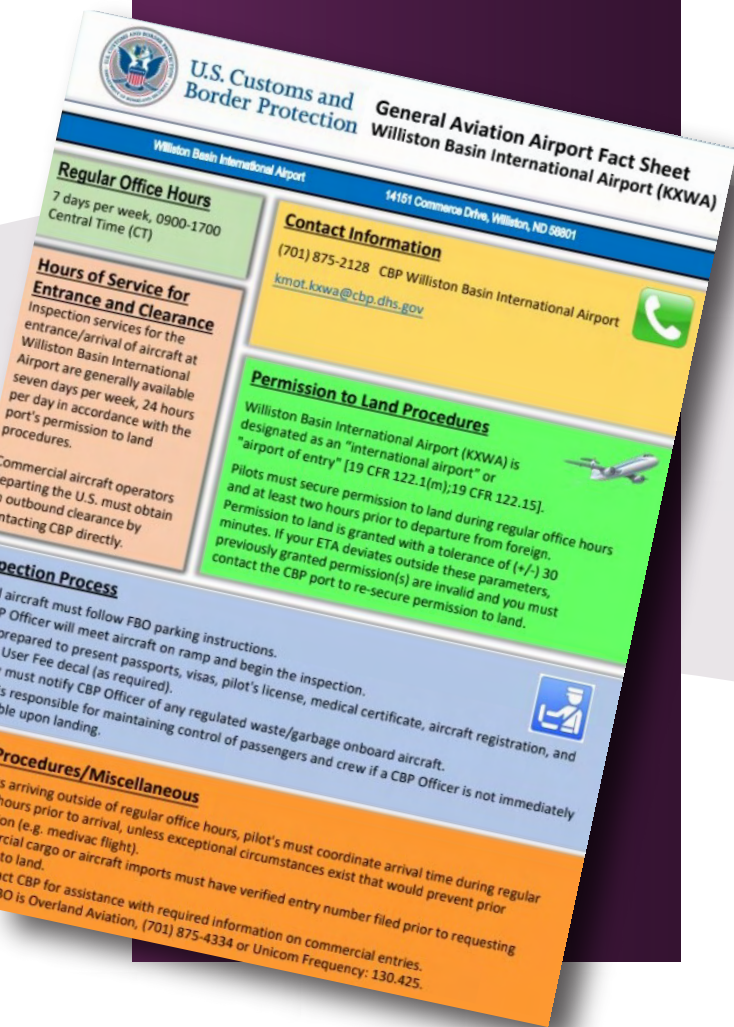 U.S. Customs and
Border Protection
General Aviation Airport Fact Sheet
Williston Basin International Airport (KXWA)
Williston Basin International Airport
14151 Commerce Drive, Williston, ND 58801
Regular Office Hours
7 days per week, 0900-1700
Central Time (CT)
Contact Information
(701) 875-2128 CBP Williston Basin International Airport
kmot.kxwa@cbp.dhs.gov
Hours of Service for
Entrance and Clearance
Inspection services for the
entrance/arrival of aircraft at
Williston Basin International
Airport are generally available
seven days per week, 24 hours
per day in accordance with the
port's permission to land
procedures.
Commercial aircraft operators
eparting the U.S. must obtain
outbound clearance by
ntacting CBP directly.
Permission to Land Procedures
Williston Basin International Airport (KXWA) is
designated as an "international airport" or
"airport of entry" [19 CFR 122.1(m);19 CFR 122.15].
Pilots must secure permission to land during regular office hours
and at least two hours prior to departure from foreign.
Permission to land is granted with a tolerance of (+/-) 30
minutes. If your ETA deviates outside these parameters,
previously granted permission(s) are invalid and you must
contact the CBP port to re-secure permission to land.
pection Process
aircraft must follow FBO parking instructions.
P Officer will meet aircraft on ramp and begin the inspection.
prepared to present passports, visas, pilot's license, medical certificate, aircraft registration, and
User Fee decal (as required).
must notify CBP Officer of any regulated waste/garbage onboard aircraft.
is responsible for maintaining control of passengers and crew if a CBP Officer is not immediately
ble upon landing.
Procedures/Miscellaneous
s arriving outside of regular office hours, pilot's must coordinate arrival time during regular
hours prior to arrival, unless exceptional circumstances exist that would prevent prior
on (e.g. medivac flight).
rcial cargo or aircraft imports must have verified entry number filed prior to requesting
to land.
act CBP for assistance with required information on commercial entries.
BO is Overland Aviation, (701) 875-4334 or Unicom Frequency: 130.425.